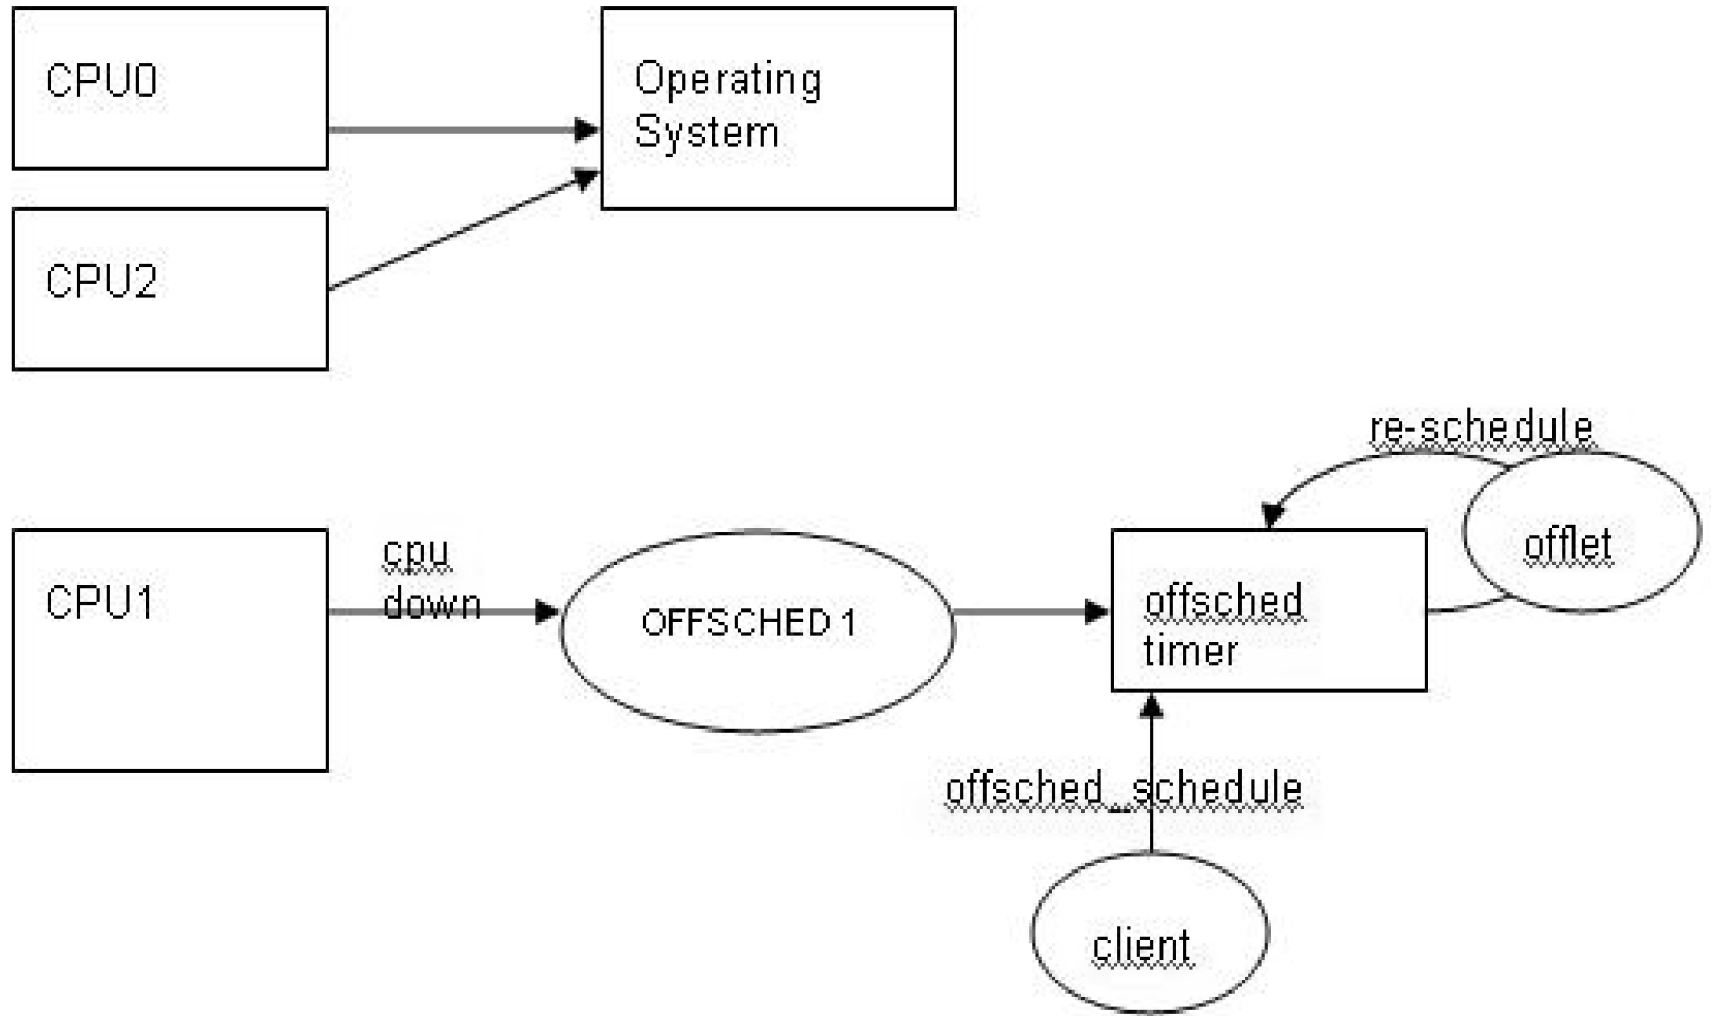 CPU0
Operating
System
CPU2
re-schedule
offlet
cpu
down
CPU1
OFFSCHED 1
offsched
timer
offsched_schedule
client